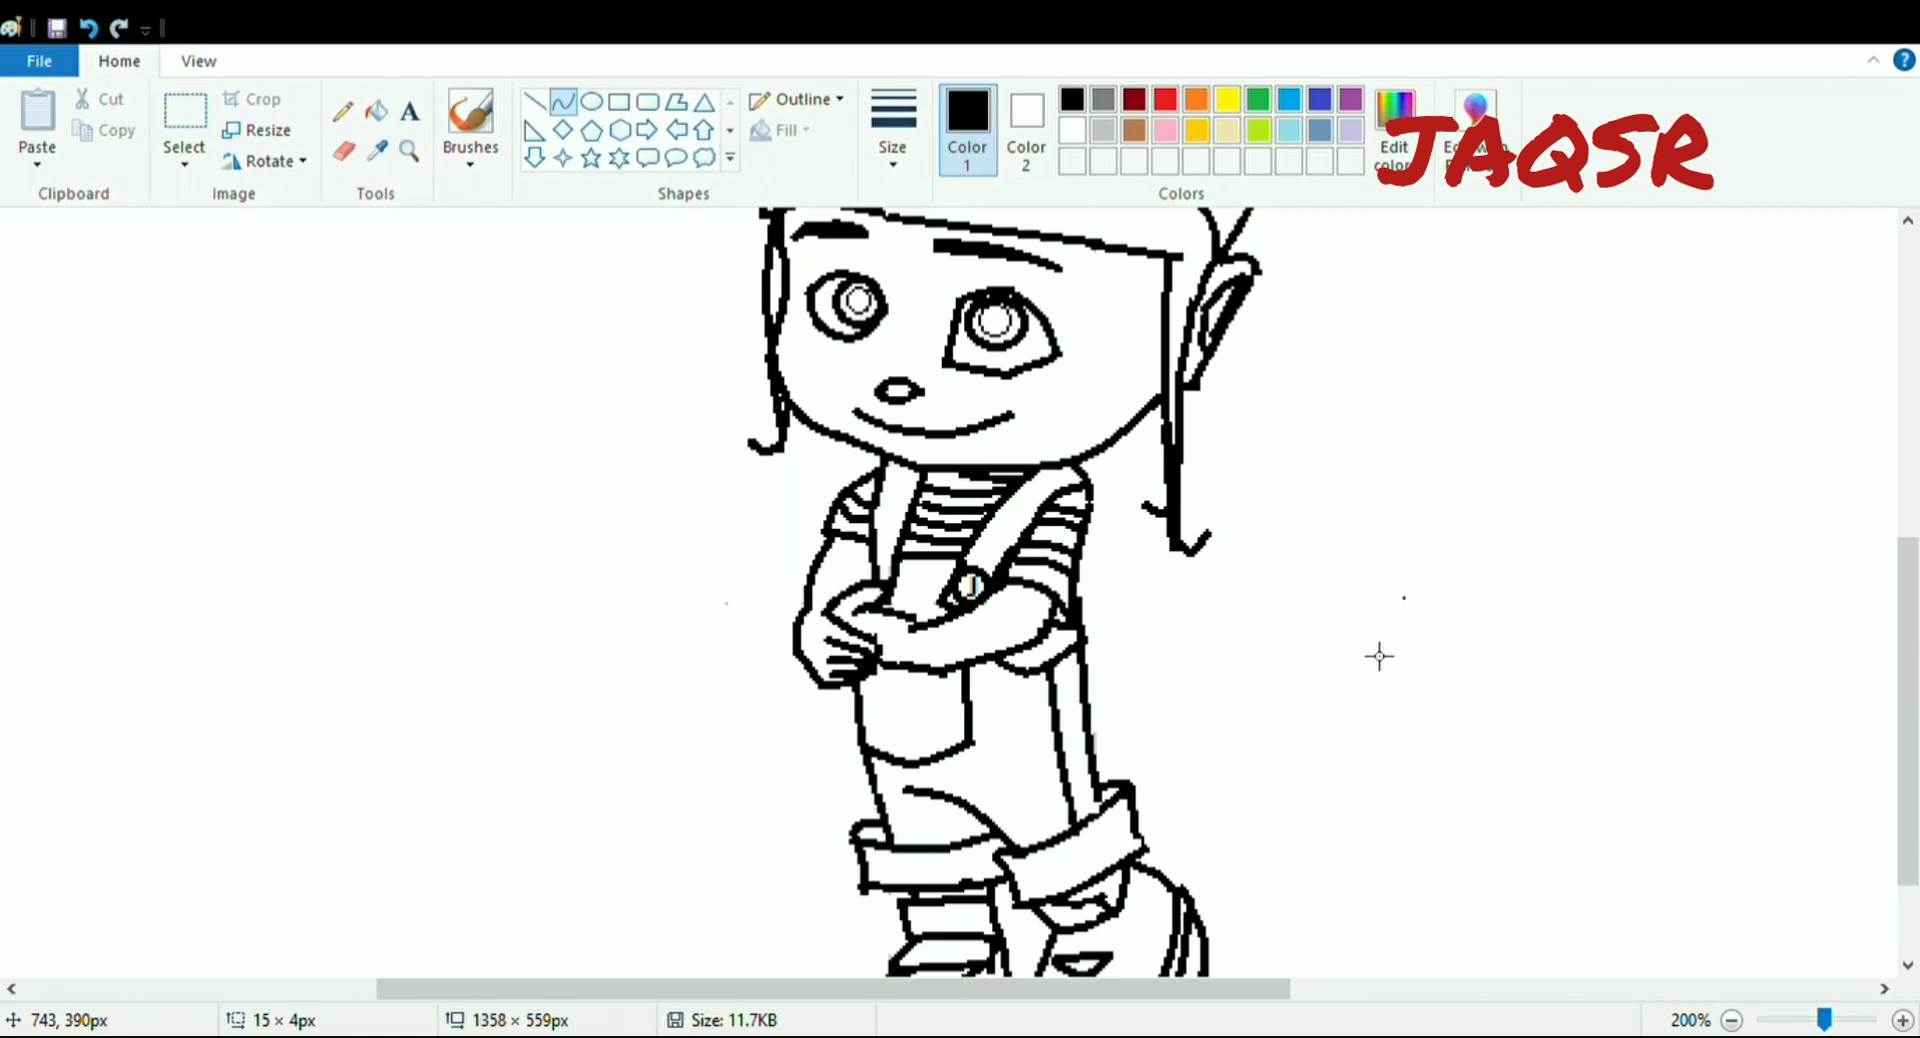 File Home View
Paste Cut Copy Clipboard
Select Crop Resize Rotate Image
A
Tools
Brushes
Shapes
Outline Fill
Size
Color 1
Color 2
Edit colors
Colors
JAQSR
J
743, 390px 15 × 4px 1358 × 559px Size: 11.7KB 200%